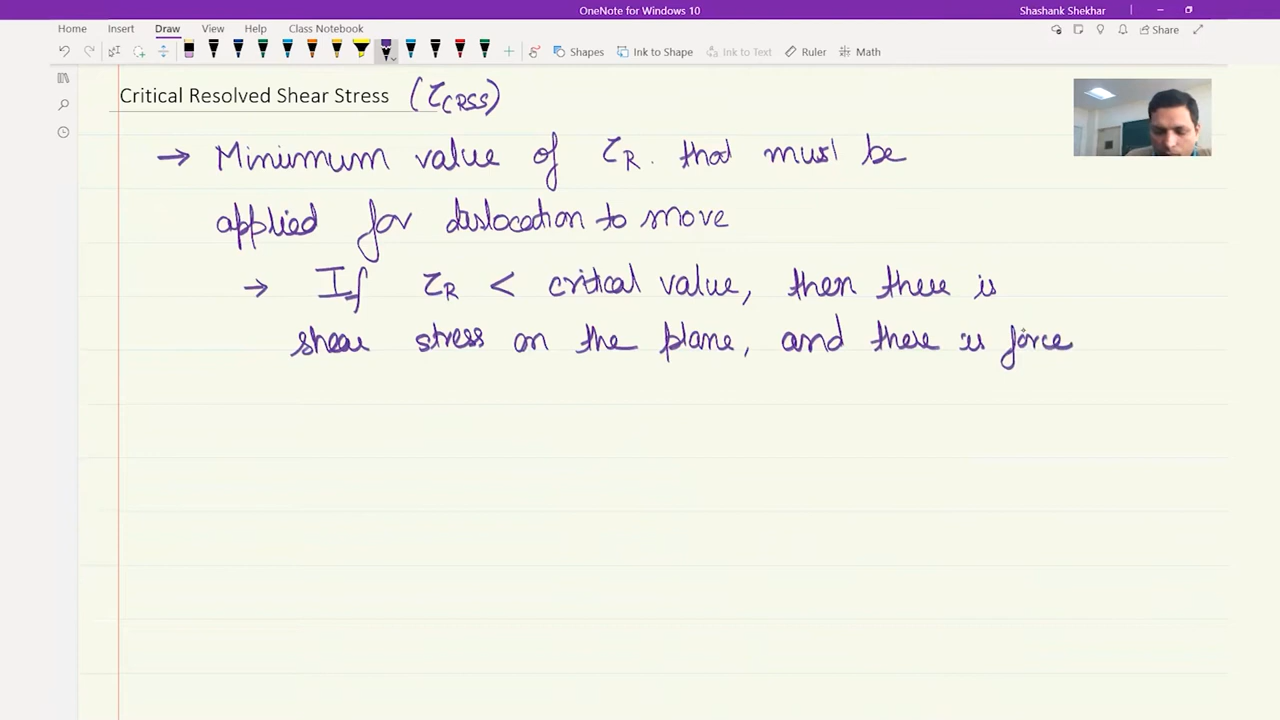 OneNote for Windows 10
Shashank Shekhar
Home Insert Draw View Help Class Notebook
Share
Shapes Ink to Shape Ink to Text Ruler Math
Critical Resolved Shear Stress (τCRSS)
→ Minimum value of τR. that must be
applied for dislocation to move
→ If τR < critical value, then there is
shear stress on the plane, and there is force